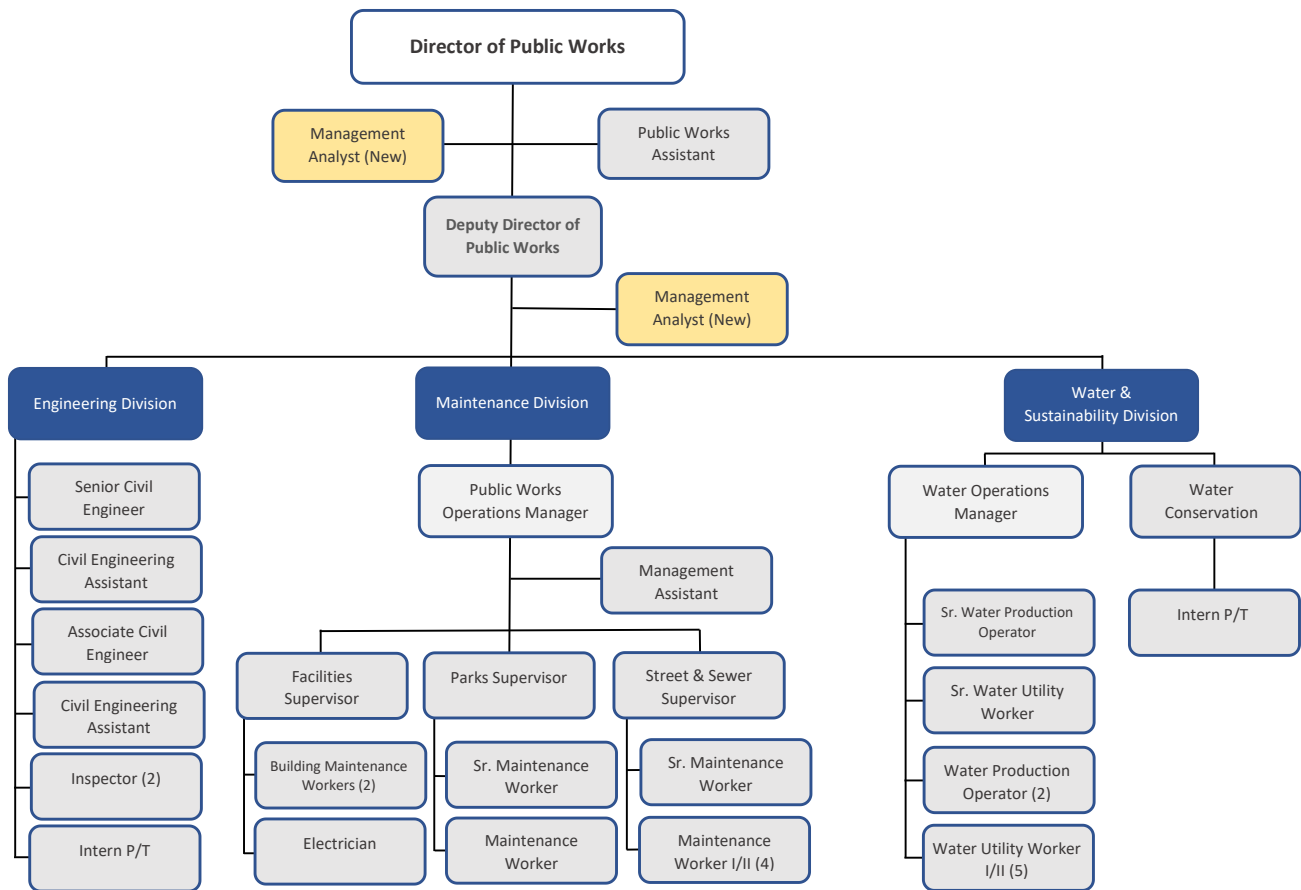 Director of Public Works
Management
Analyst (New)
Public Works
Assistant
Deputy Director of
Public Works
Management
Analyst (New)
Engineering Division
Senior Civil
Engineer
Civil Engineering
Assistant
Associate Civil
Engineer
Civil Engineering
Assistant
Inspector (2)
Intern P/T
Maintenance Division
Public Works
Operations Manager
Management
Assistant
Facilities
Supervisor
Building Maintenance
Workers (2)
Electrician
Parks Supervisor
Sr. Maintenance
Worker
Maintenance
Worker
Street & Sewer
Supervisor
Sr. Maintenance
Worker
Maintenance
Worker I/II (4)
Water &
Sustainability Division
Water Operations
Manager
Sr. Water Production
Operator
Sr. Water Utility
Worker
Water Production
Operator (2)
Water Utility Worker
I/II (5)
Water
Conservation
Intern P/T